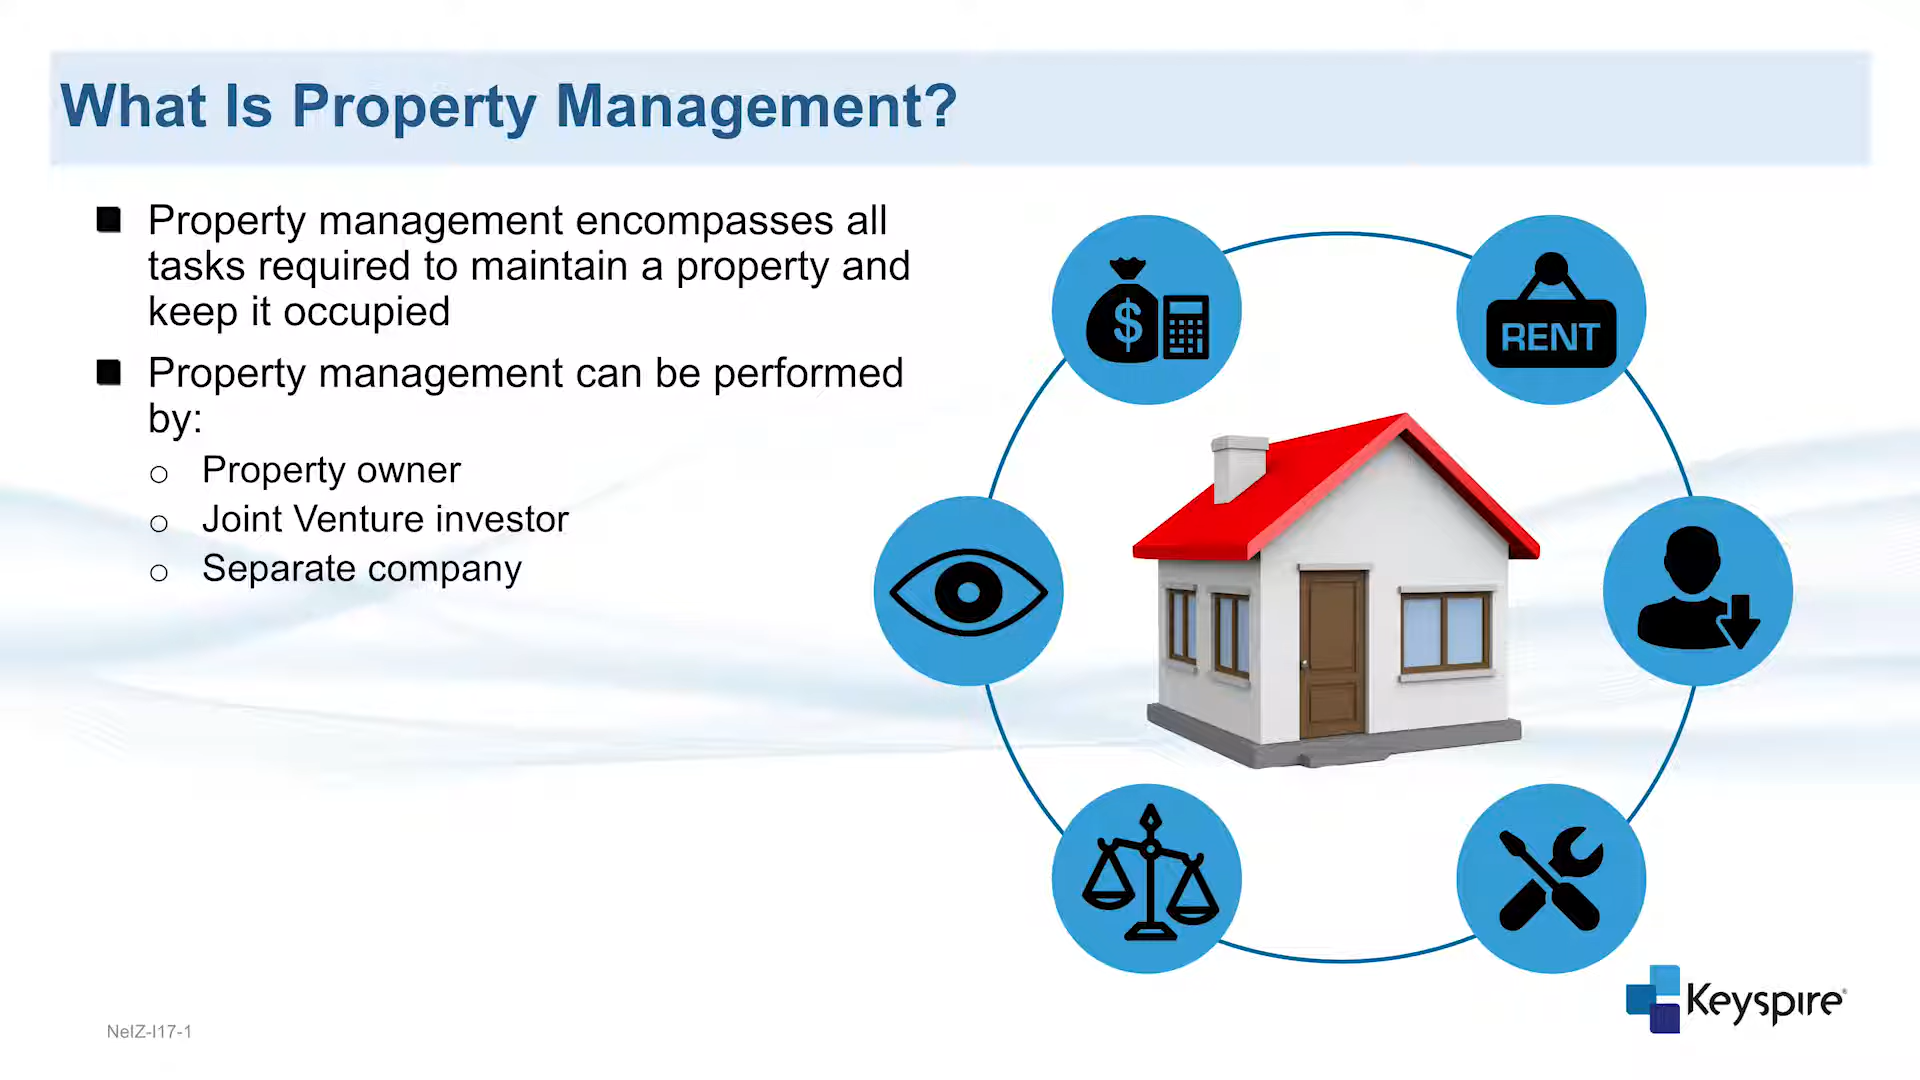 What Is Property Management?
Property management encompasses all
tasks required to maintain a property and
keep it occupied
Property management can be performed
by:
Property owner
Joint Venture investor
Separate company
$
RENT
Keyspire®
NeIZ-I17-1